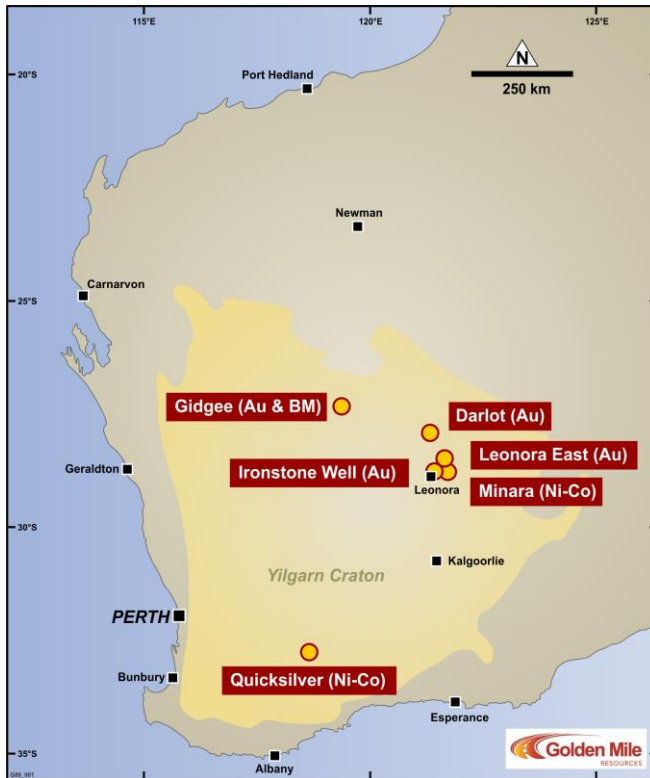 115°E
120°E
125°E
20°S
Port Hedland
N
250 km
Newman
Carnarvon
25°S
Gidgee (Au & BM)
Darlot (Au)
Leonora East (Au)
Geraldton
Ironstone Well (Au)
Leonora
Minara (Ni-Co)
30°S
Kalgoorlie
Yilgarn Craton
PERTH
Bunbury
Quicksilver (Ni-Co)
Esperance
Golden Mile
RESOURCES
35°S
Albany